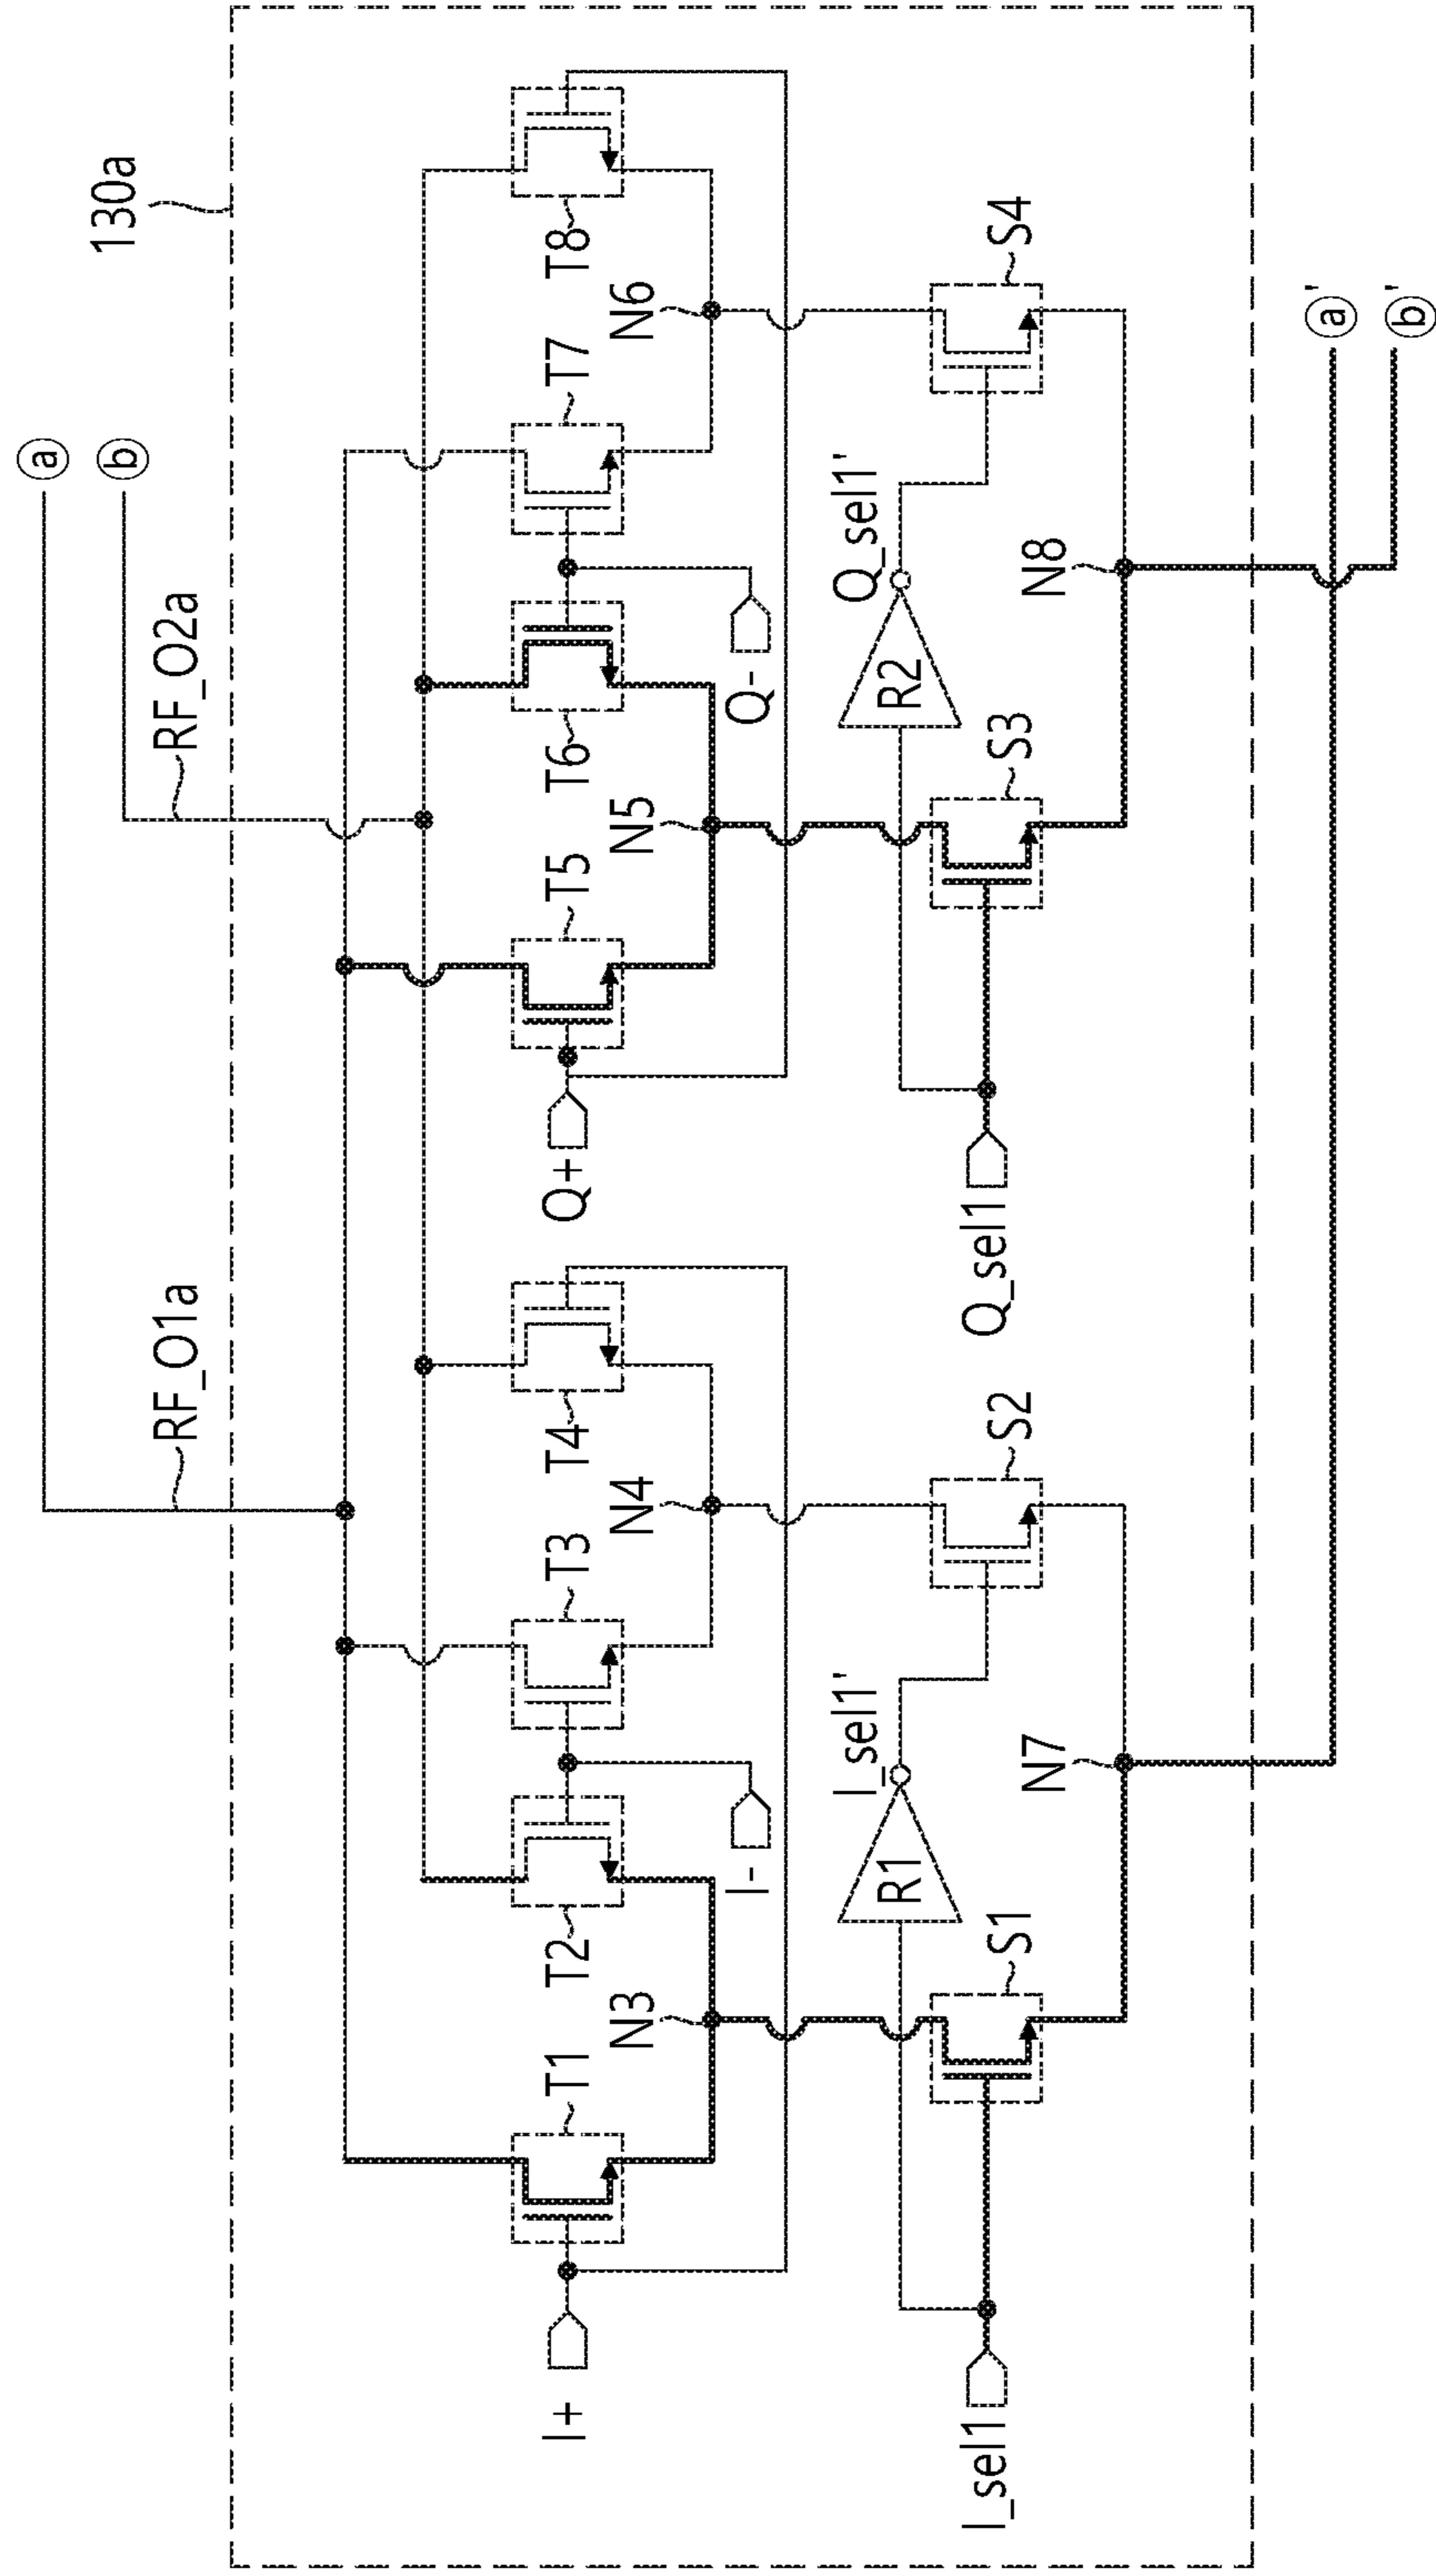 130a
ⓐ
ⓑ
RF_O1a
RF_O2a
I+
T1
T2
T3
T4
Q+
T5
T6
T7
T8
N3
N4
N5
N6
I-
Q-
R1
I_sel1'
R2
Q_sel1'
I_sel1
S1
S2
Q_sel1
S3
S4
N7
N8
ⓐ'
ⓑ'